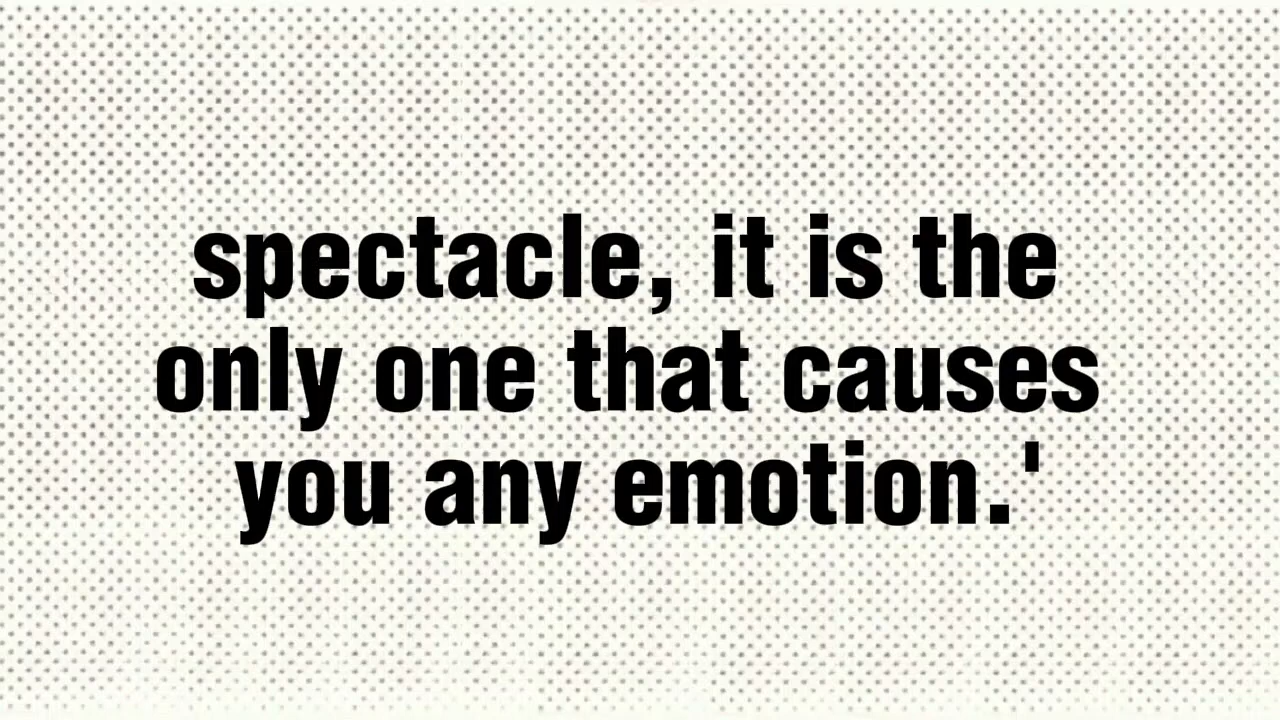 spectacle, it is the
only one that causes
you any emotion.'